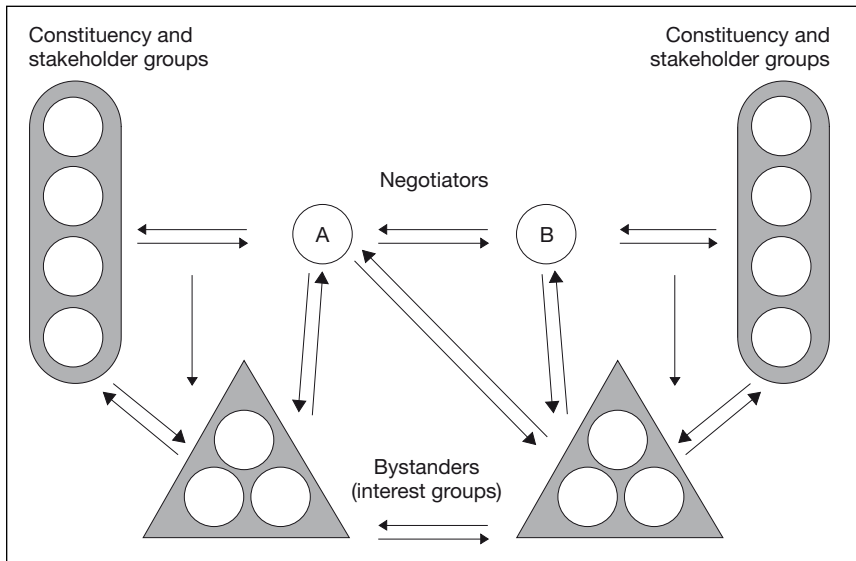 Constituency and
stakeholder groups
Constituency and
stakeholder groups
Negotiators
A
B
Bystanders
(interest groups)